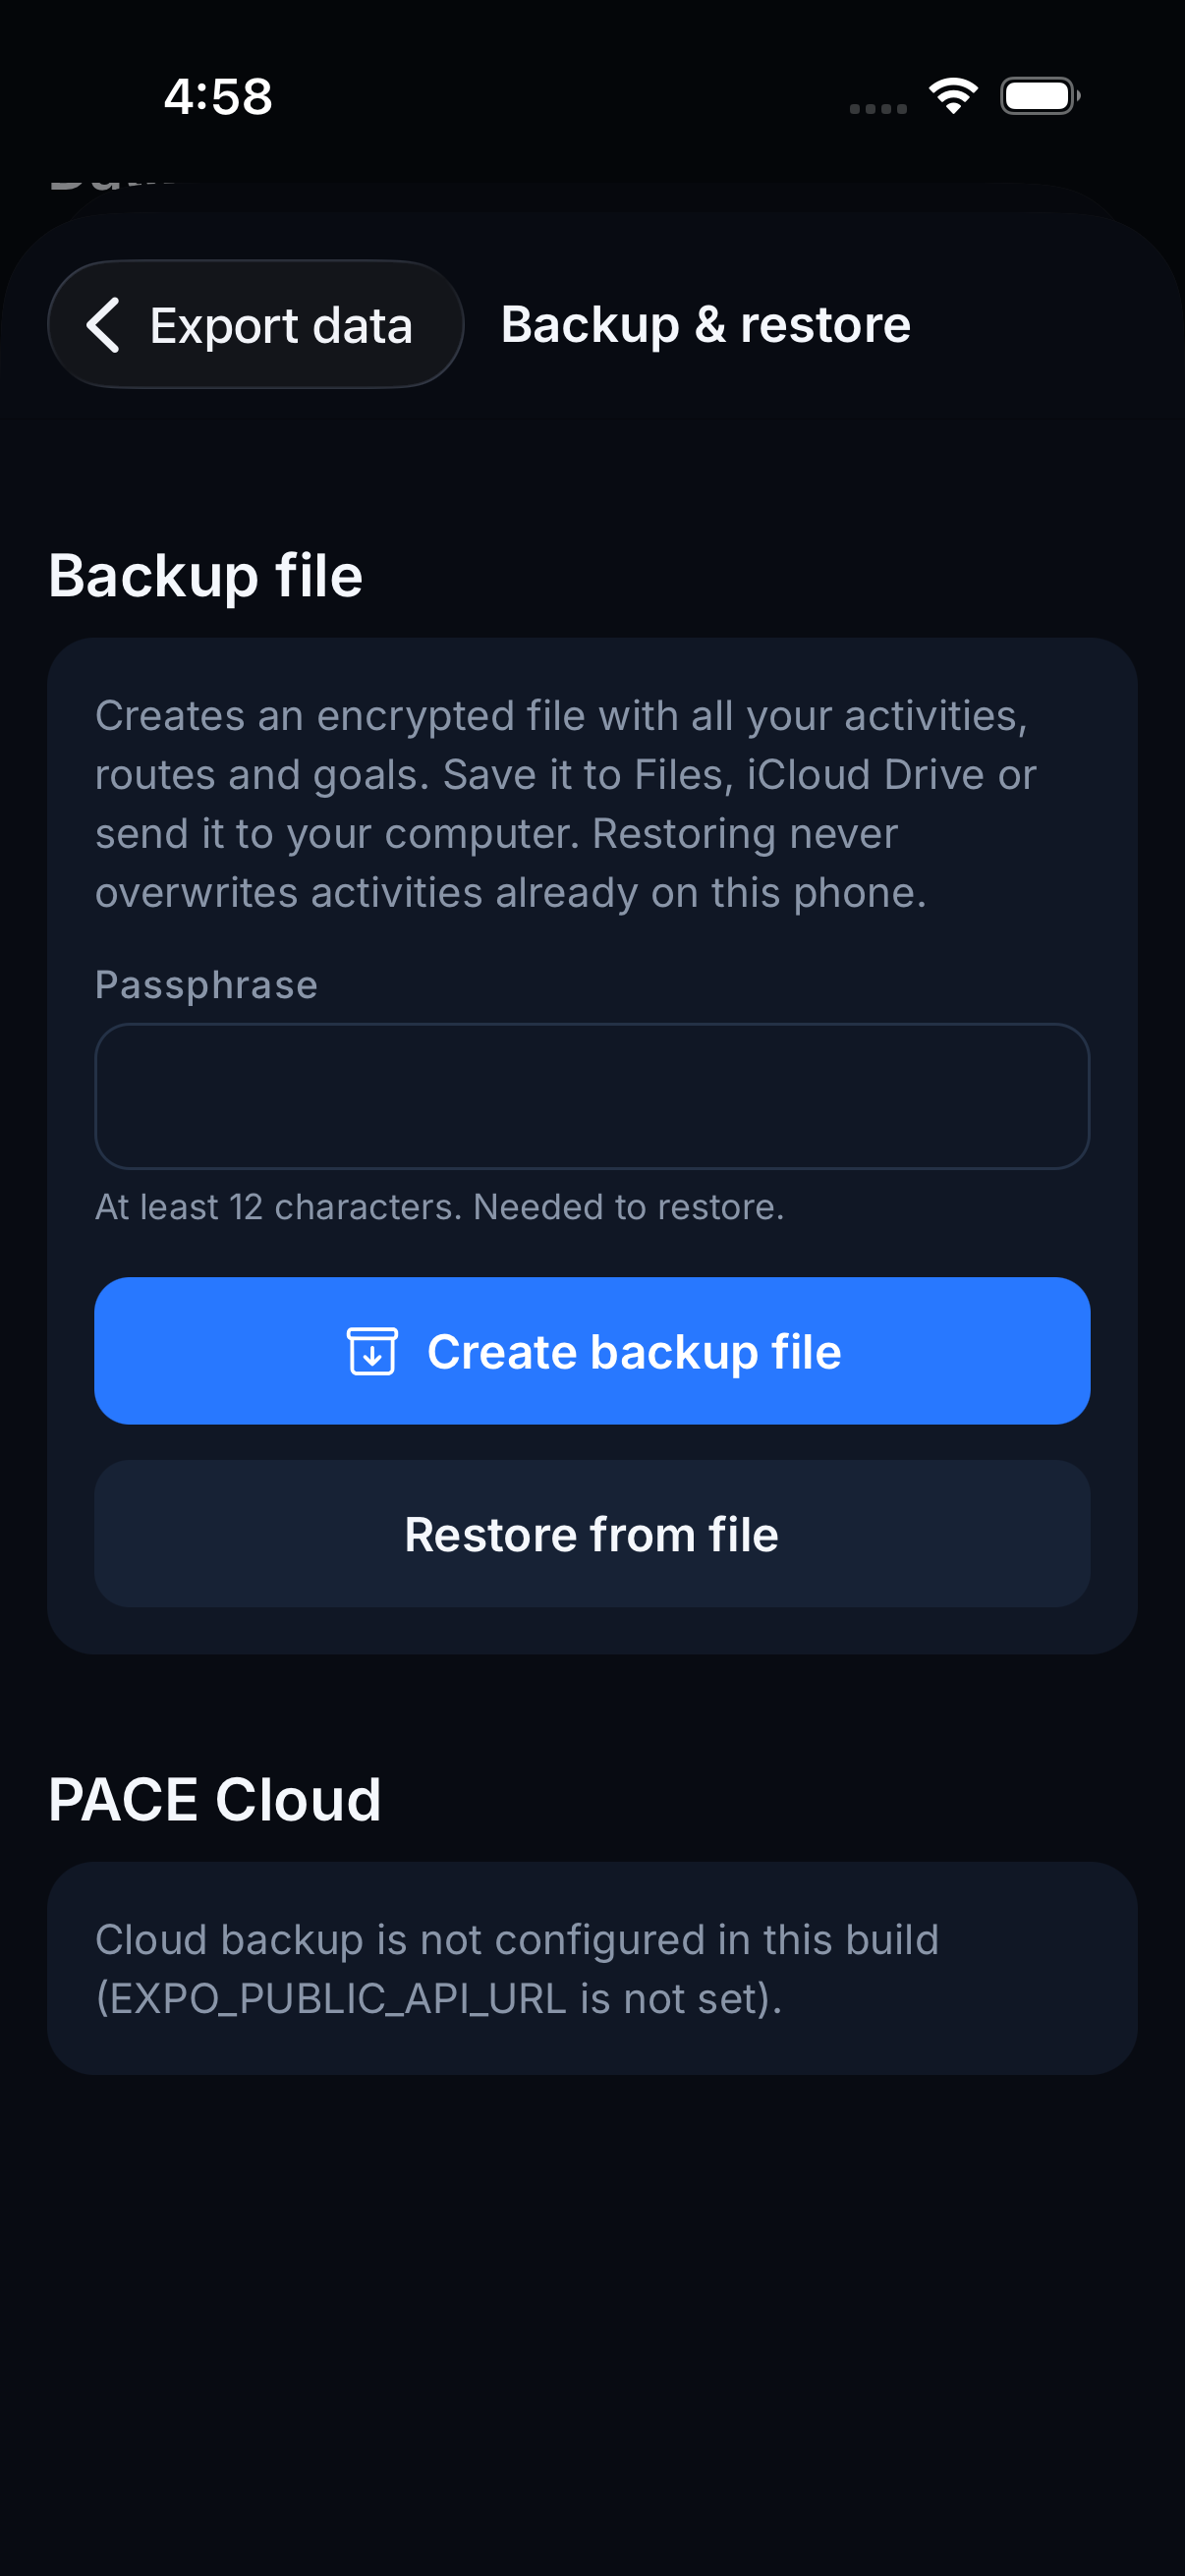 4:58
Export data
Backup & restore
Backup file
Creates an encrypted file with all your activities,
routes and goals. Save it to Files, iCloud Drive or
send it to your computer. Restoring never
overwrites activities already on this phone.
Passphrase
At least 12 characters. Needed to restore.
Create backup file
Restore from file
PACE Cloud
Cloud backup is not configured in this build
(EXPO_PUBLIC_API_URL is not set).